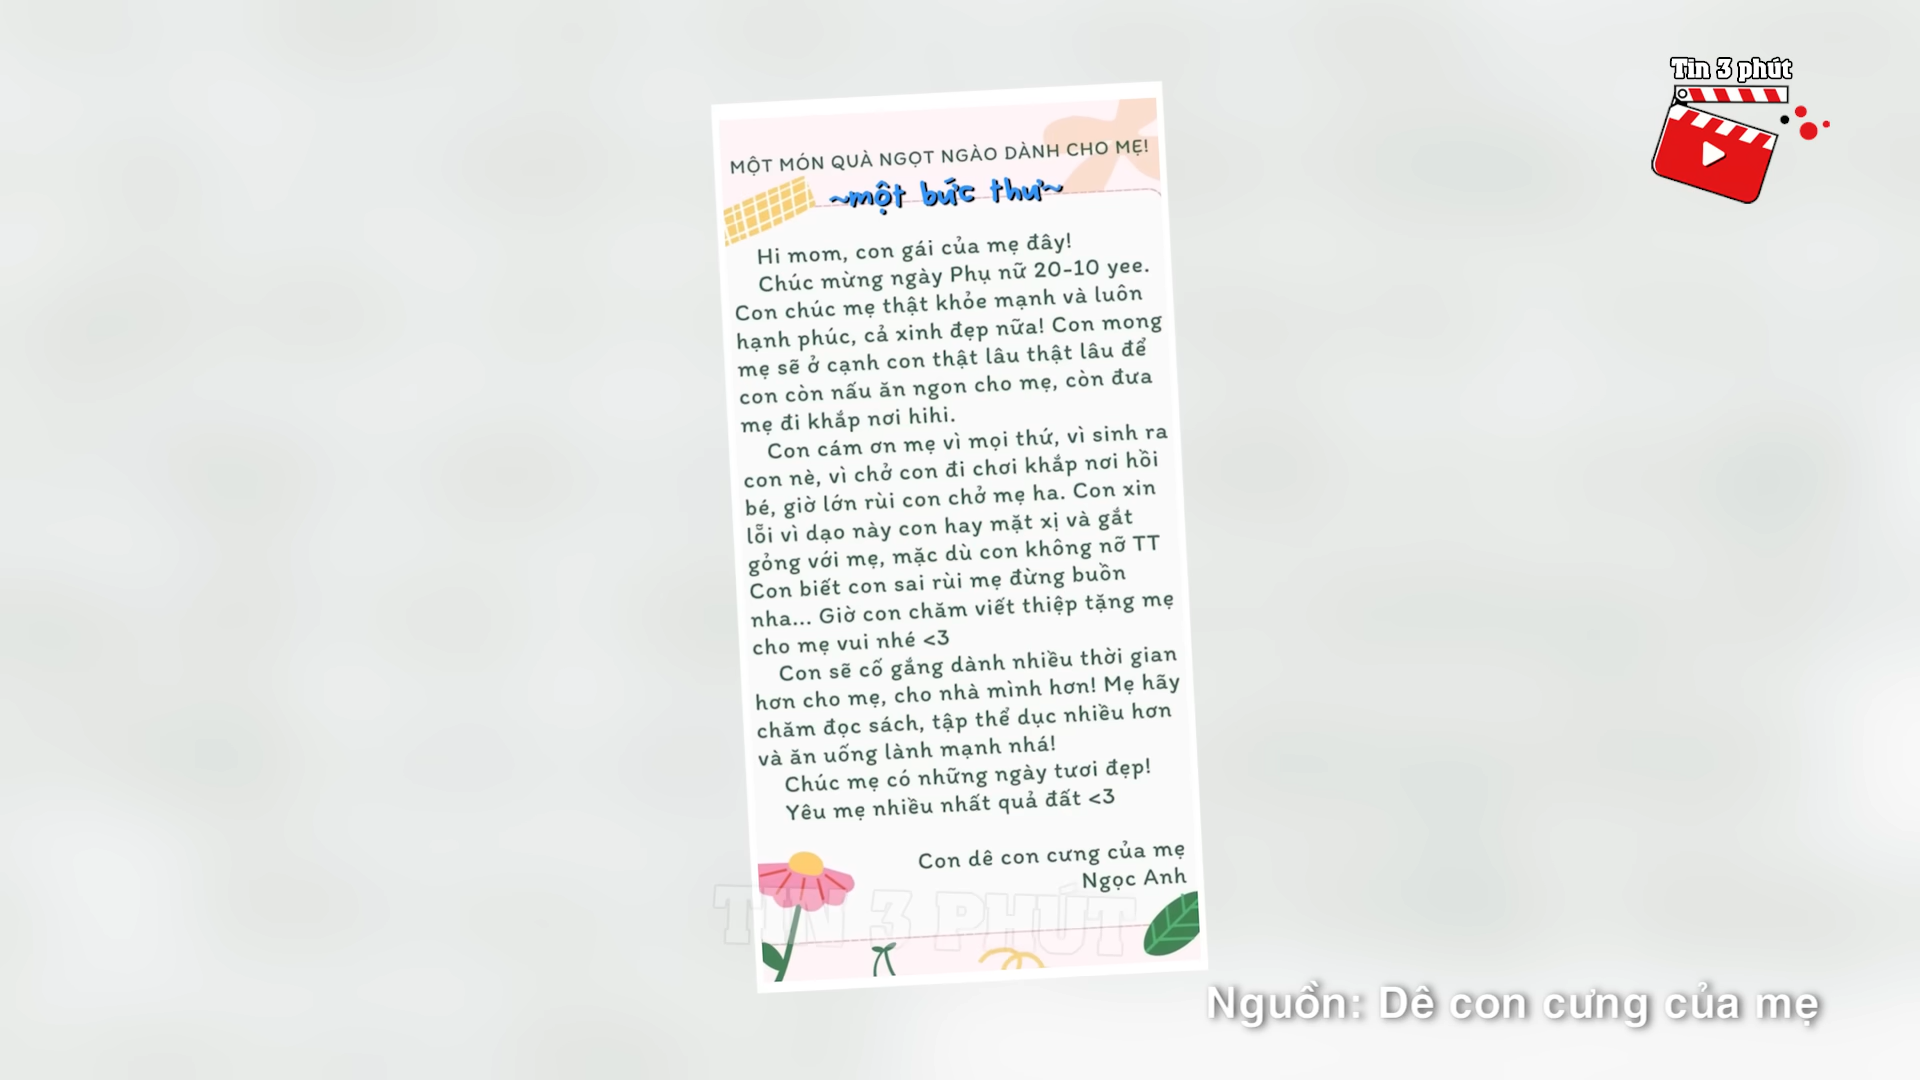 Tin 3 phút
MỘT MÓN QUÀ NGỌT NGÀO DÀNH CHO MẸ!
~một bức thư~
Hi mom, con gái của mẹ đây!
Chúc mừng ngày Phụ nữ 20-10 yee.
Con chúc mẹ thật khỏe mạnh và luôn
hạnh phúc, cả xinh đẹp nữa! Con mong
mẹ sẽ ở cạnh con thật lâu thật lâu để
con còn nấu ăn ngon cho mẹ, còn đưa
mẹ đi khắp nơi hihi.
Con cám ơn mẹ vì mọi thứ, vì sinh ra
con nè, vì chở con đi chơi khắp nơi hồi
bé, giờ lớn rùi con chở mẹ ha. Con xin
lỗi vì dạo này con hay mặt xị và gắt
gỏng với mẹ, mặc dù con không nỡ TT
Con biết con sai rùi mẹ đừng buồn
nha... Giờ con chăm viết thiệp tặng mẹ
cho mẹ vui nhé <3
Con sẽ cố gắng dành nhiều thời gian
hơn cho mẹ, cho nhà mình hơn! Mẹ hãy
chăm đọc sách, tập thể dục nhiều hơn
và ăn uống lành mạnh nhá!
Chúc mẹ có những ngày tươi đẹp!
Yêu mẹ nhiều nhất quả đất <3
Con dê con cưng của mẹ
Ngọc Anh
TIN 3 PHÚT
Nguồn: Dê con cưng của mẹ